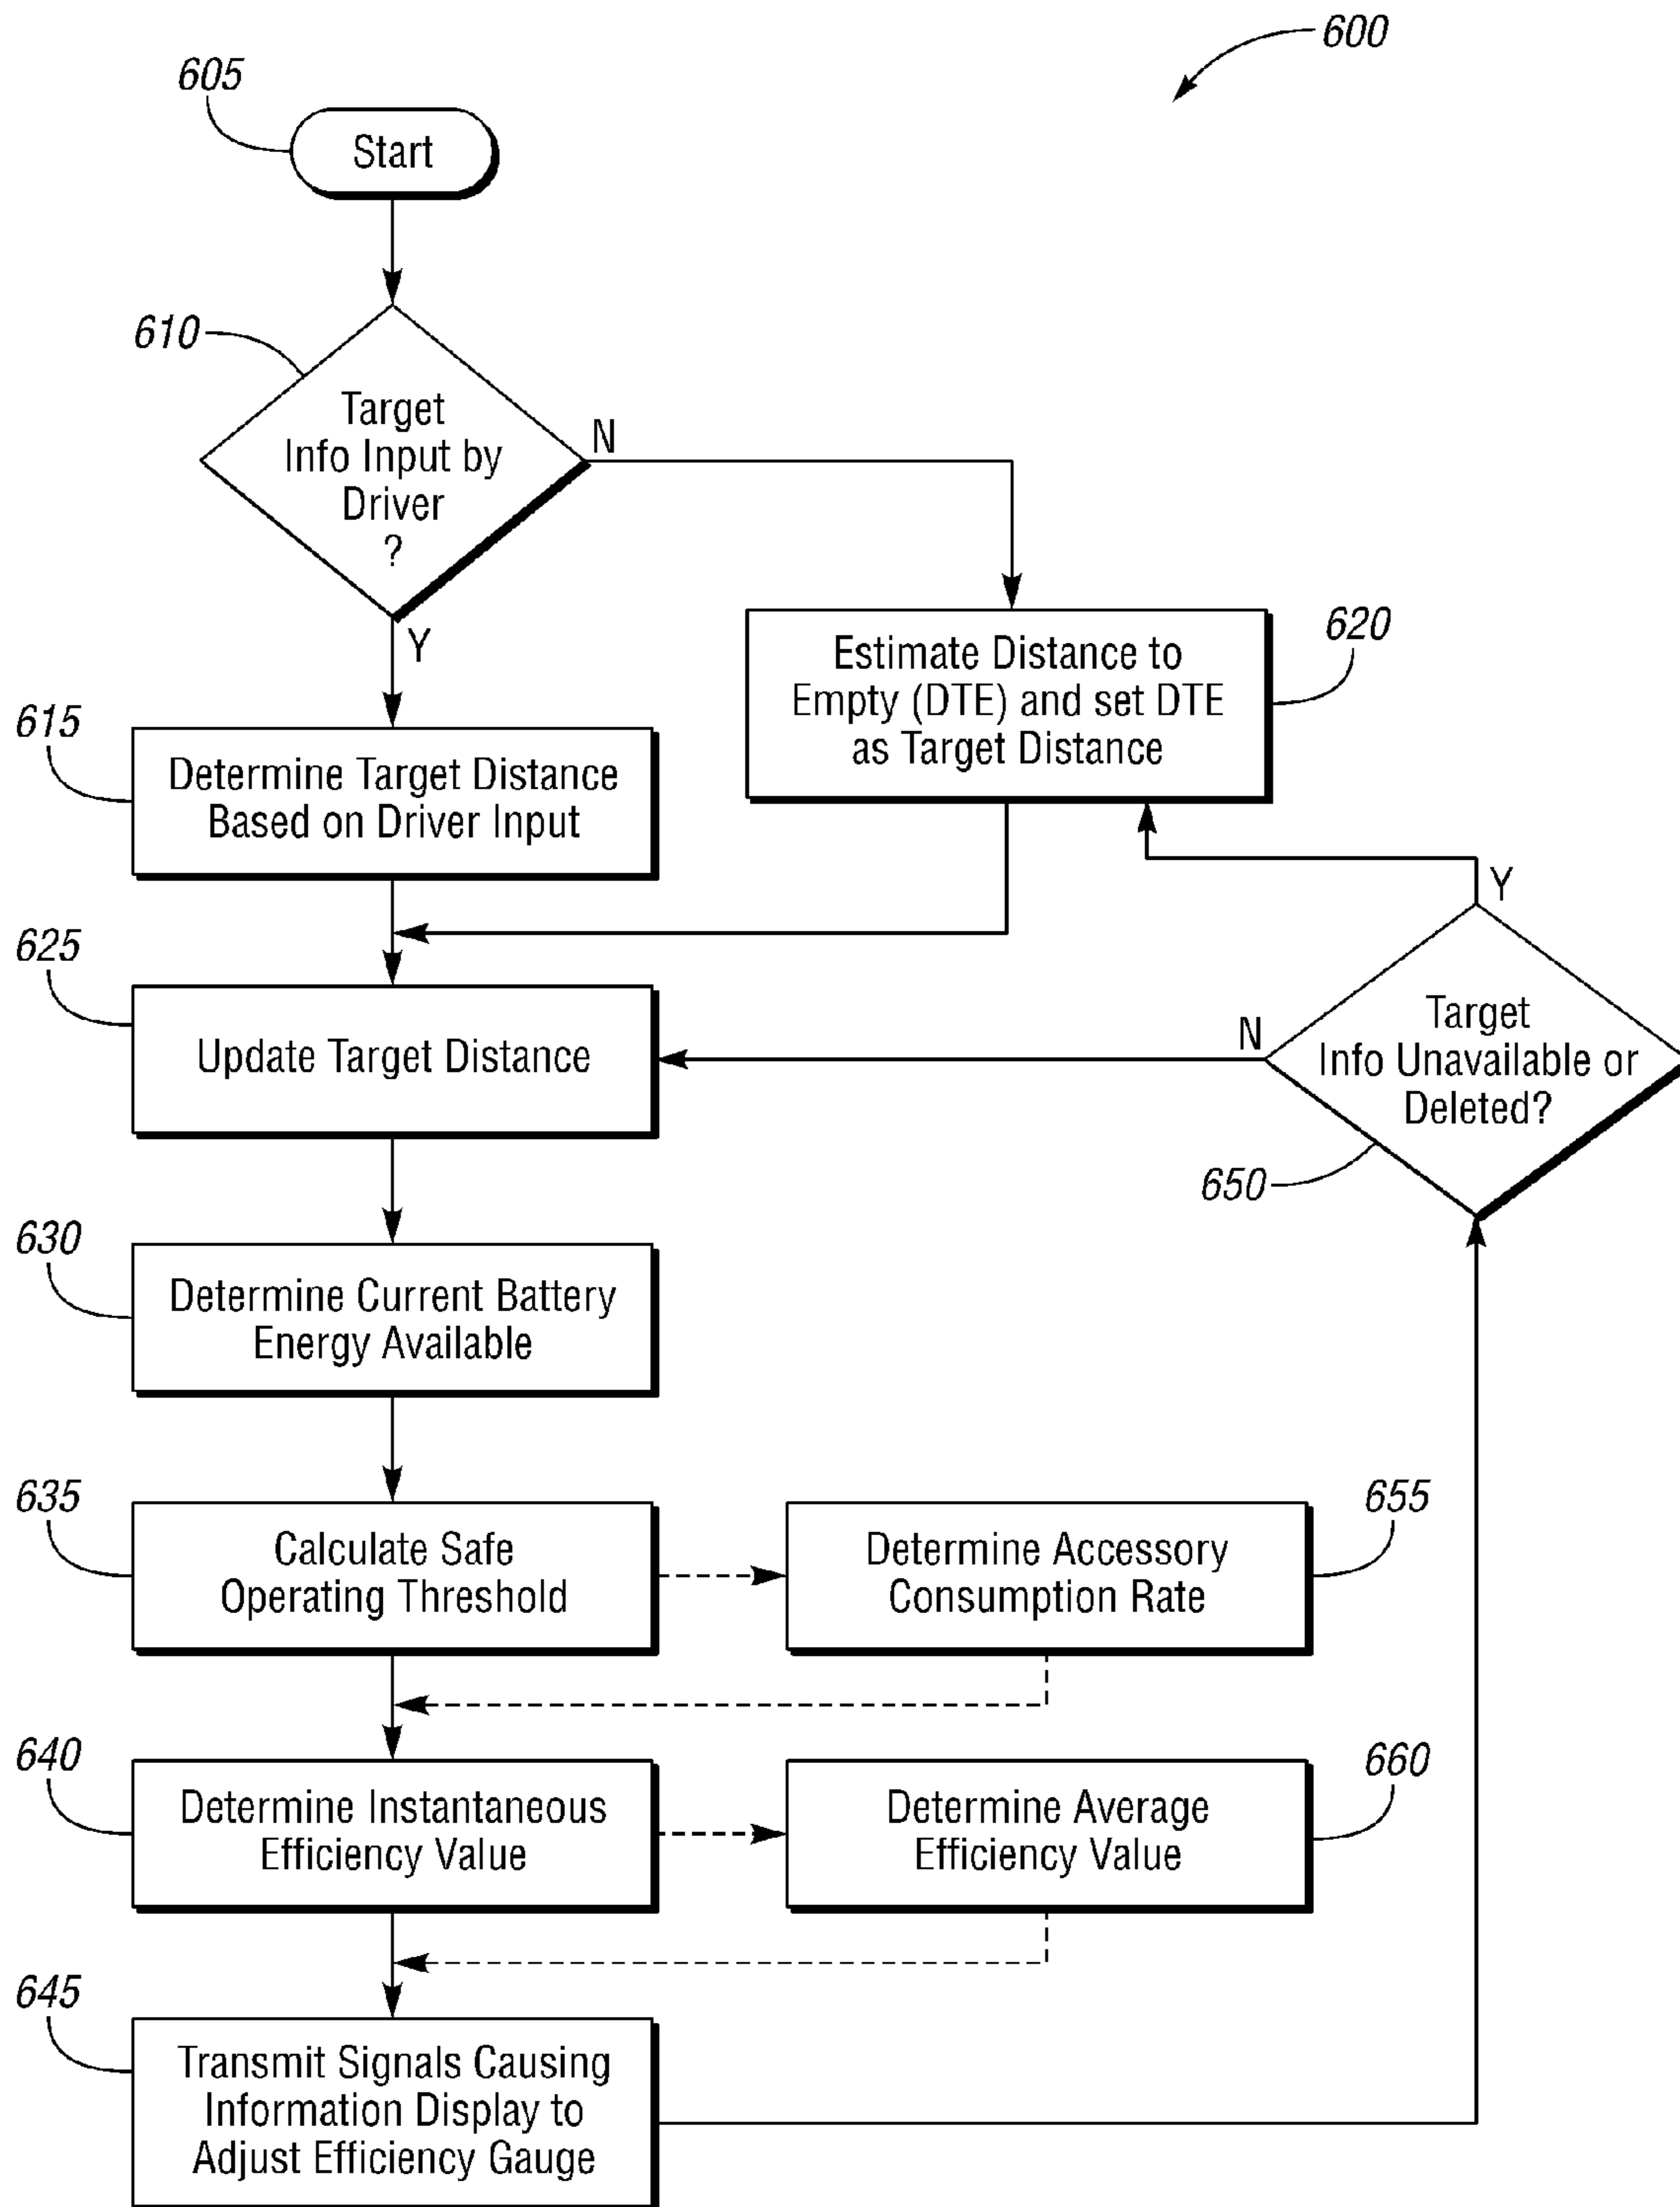 600
605
Start
610
Target
Info Input by
Driver
?
N
Y
620
Estimate Distance to
Empty (DTE) and set DTE
as Target Distance
615
Determine Target Distance
Based on Driver Input
Y
625
Update Target Distance
N
Target
Info Unavailable or
Deleted?
650
630
Determine Current Battery
Energy Available
635
Calculate Safe
Operating Threshold
655
Determine Accessory
Consumption Rate
640
Determine Instantaneous
Efficiency Value
660
Determine Average
Efficiency Value
645
Transmit Signals Causing
Information Display to
Adjust Efficiency Gauge